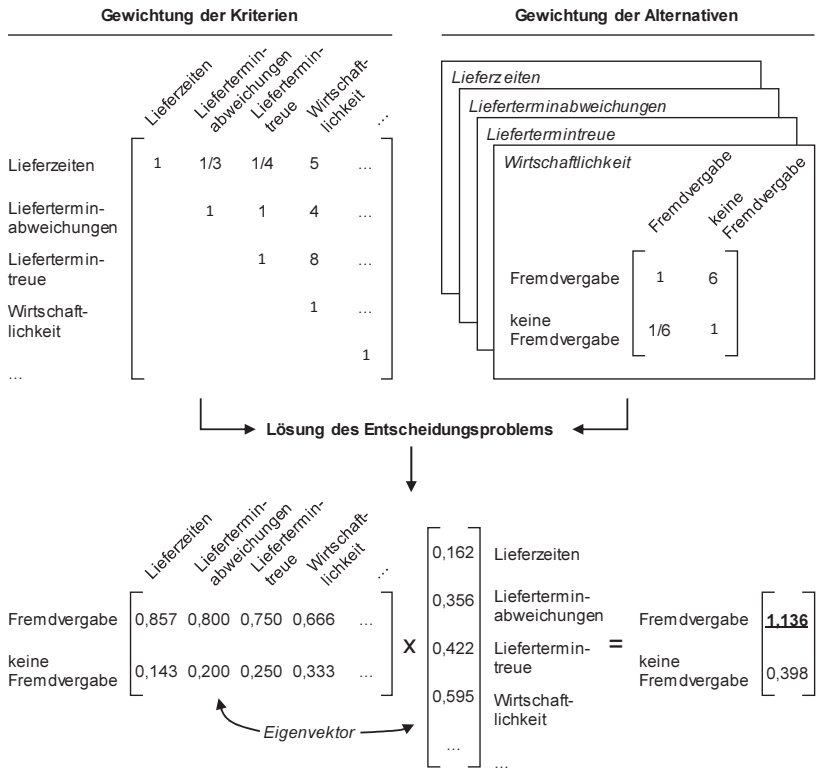 Gewichtung der Kriterien
Gewichtung der Alternativen
Lieferzeiten
Liefertermin-
abweichungen
Liefertermin-
treue
Wirtschaft-
lichkeit
...
Lieferzeiten 1 1/3 1/4 5 ...
Liefertermin-
abweichungen 1 1 4 ...
Liefertermin-
treue 1 8 ...
Wirtschaft-
lichkeit 1 ...
1
...
Lieferzeiten
Lieferterminabweichungen
Liefertermintreue
Wirtschaftlichkeit
Fremdvergabe
keine
Fremdvergabe
Fremdvergabe 1 6
keine
Fremdvergabe 1/6 1
Lösung des Entscheidungsproblems
Lieferzeiten
Liefertermin-
abweichungen
Liefertermin-
treue
Wirtschaft-
lichkeit
...
Fremdvergabe 0,857 0,800 0,750 0,666 ...
keine
Fremdvergabe 0,143 0,200 0,250 0,333 ...
Eigenvektor
x
0,162 Lieferzeiten
0,356 Liefertermin-
abweichungen
0,422 Liefertermin-
treue
0,595 Wirtschaft-
lichkeit
... ...
=
Fremdvergabe 1,136
keine
Fremdvergabe 0,398